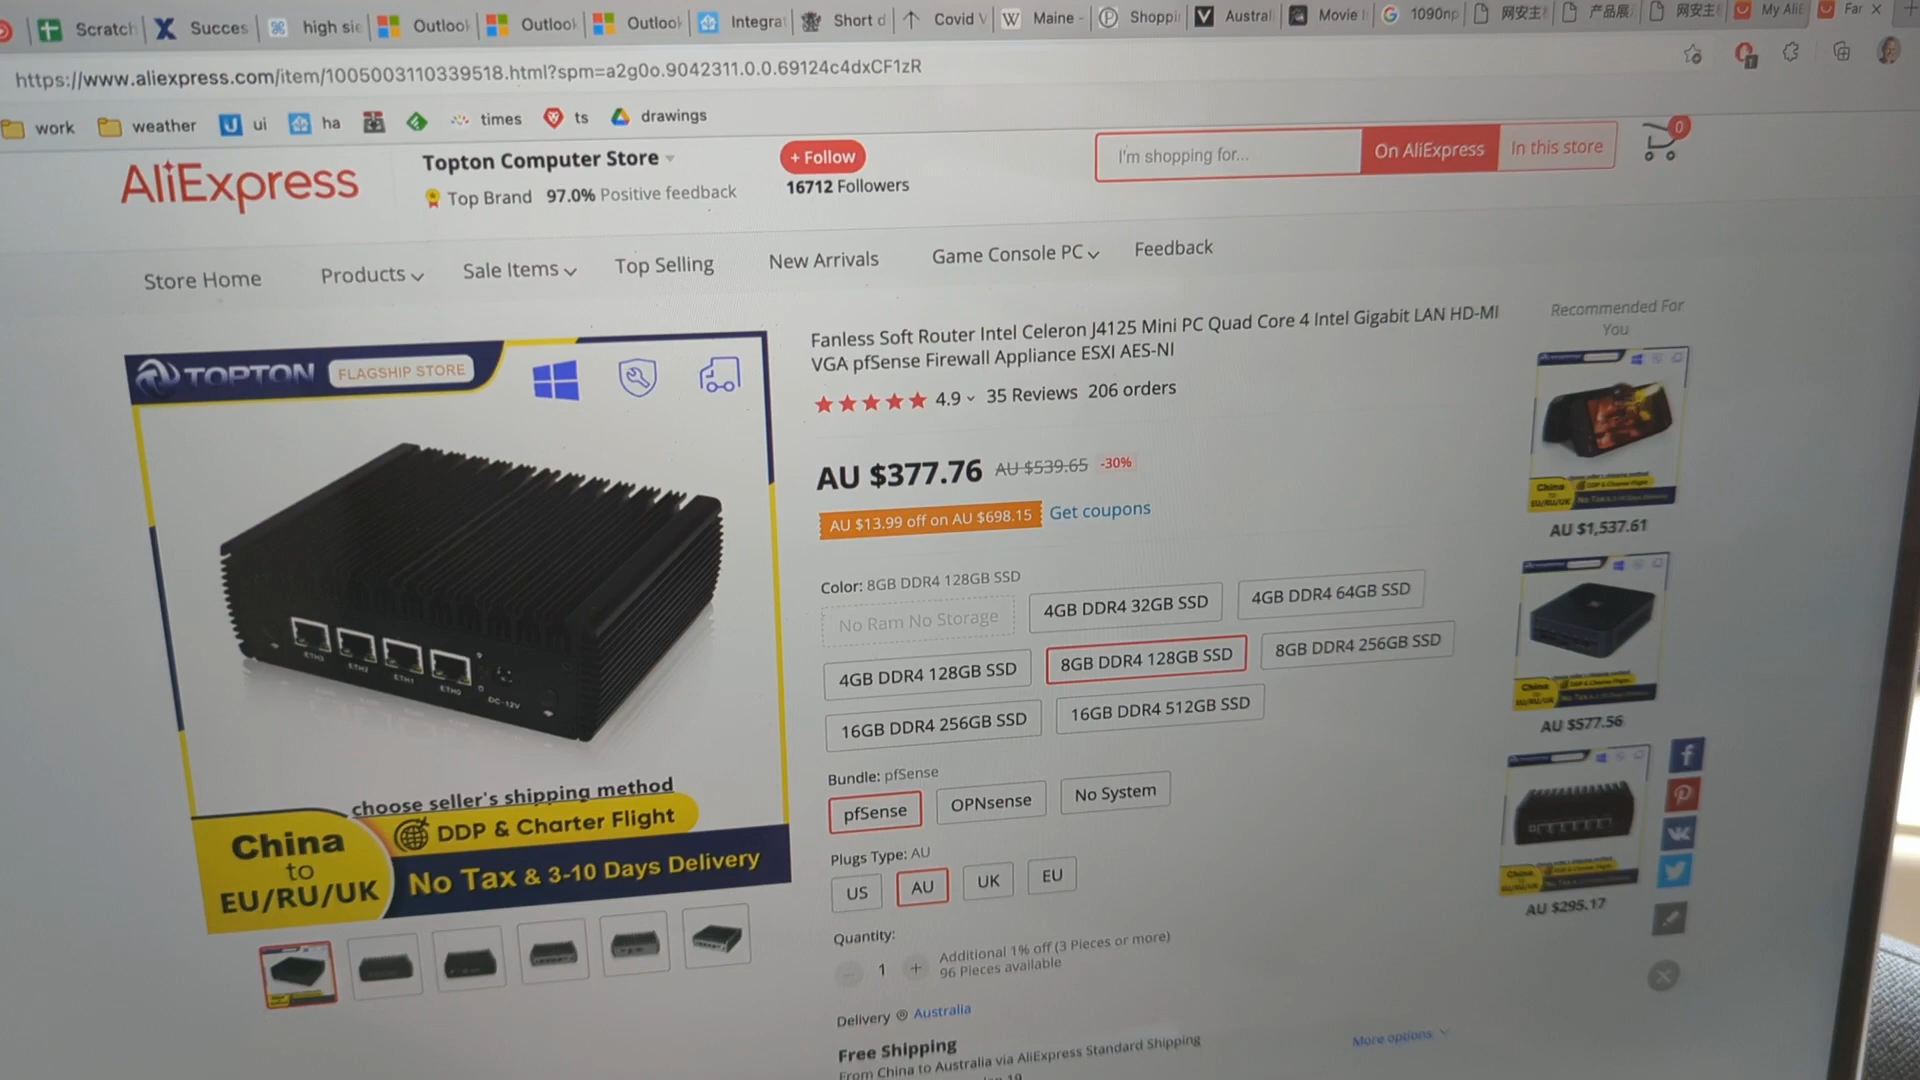 Scratch
Succes
high sie
Outlook
Outlook
Outlook
Integrat
Short d
Covid V
Maine -
Shoppi
Austral
Movie l
1090np
网安主
产品展
网安主
My AliE
Far
https://www.aliexpress.com/item/1005003110339518.html?spm=a2g0o.9042311.0.0.69124c4dxCF1zR
work
weather
ui
ha
times
ts
drawings
AliExpress
Topton Computer Store
Top Brand 97.0% Positive feedback
+ Follow
16712 Followers
I'm shopping for...
On AliExpress
In this store
0
Store Home
Products
Sale Items
Top Selling
New Arrivals
Game Console PC
Feedback
TOPTON
FLAGSHIP STORE
ETH3
ETH2
ETH1
ETH0
DC-12V
choose seller's shipping method
DDP & Charter Flight
China
to
EU/RU/UK
No Tax & 3-10 Days Delivery
Fanless Soft Router Intel Celeron J4125 Mini PC Quad Core 4 Intel Gigabit LAN HD-MI
VGA pfSense Firewall Appliance ESXI AES-NI
4.9 35 Reviews 206 orders
AU $377.76 AU $539.65 -30%
AU $13.99 off on AU $698.15 Get coupons
Color: 8GB DDR4 128GB SSD
No Ram No Storage
4GB DDR4 32GB SSD
4GB DDR4 64GB SSD
4GB DDR4 128GB SSD
8GB DDR4 128GB SSD
8GB DDR4 256GB SSD
16GB DDR4 256GB SSD
16GB DDR4 512GB SSD
Bundle: pfSense
pfSense
OPNsense
No System
Plugs Type: AU
US
AU
UK
EU
Quantity:
1
Additional 1% off (3 Pieces or more)
96 Pieces available
Delivery Australia
Free Shipping
From China to Australia via AliExpress Standard Shipping
More options
Recommended For
You
AU $1,537.61
AU $577.56
AU $295.17